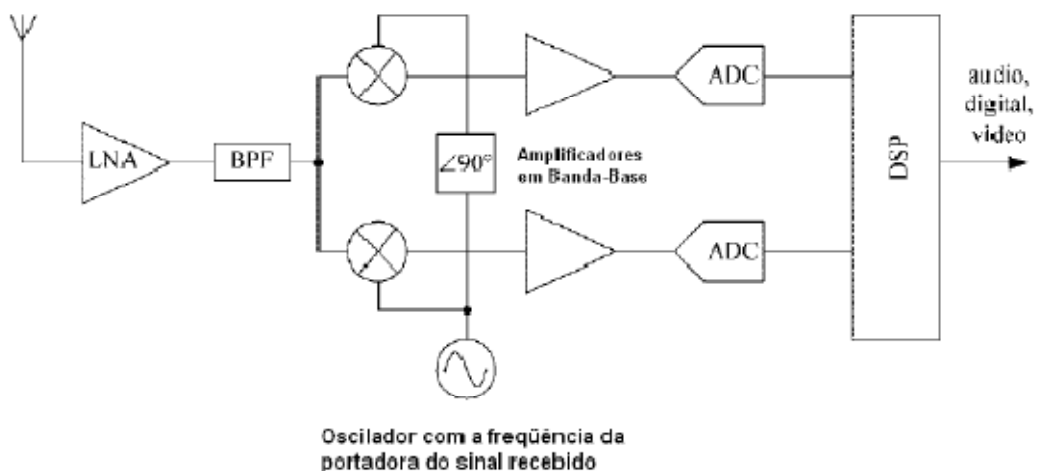 LNA
BPF
∠90°
Amplificadores
em Banda-Base
ADC
ADC
DSP
audio,
digital,
video
Oscilador com a freqüência da
portadora do sinal recebido